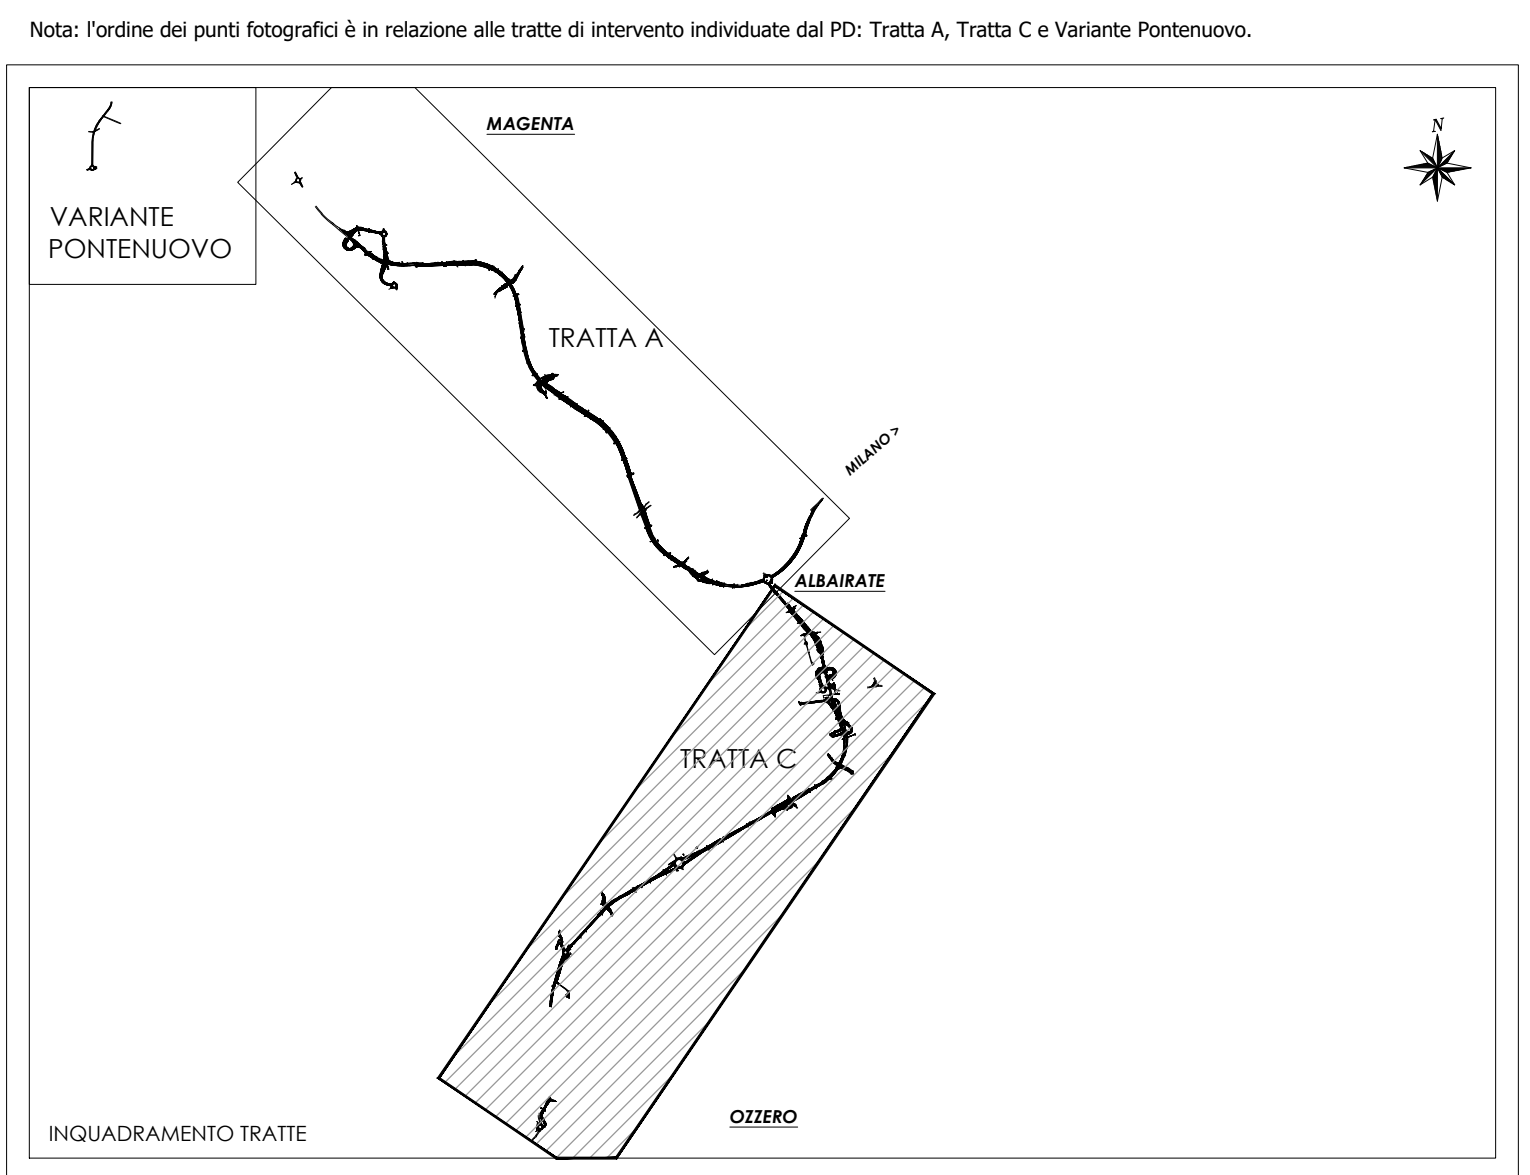 Nota: l'ordine dei punti fotografici è in relazione alle tratte di intervento individuate dal PD: Tratta A, Tratta C e Variante Pontenuovo.
MAGENTA
N
VARIANTE
PONTENUOVO
TRATTA A
MILANO >
ALBAIRATE
TRATTA C
OZZERO
INQUADRAMENTO TRATTE